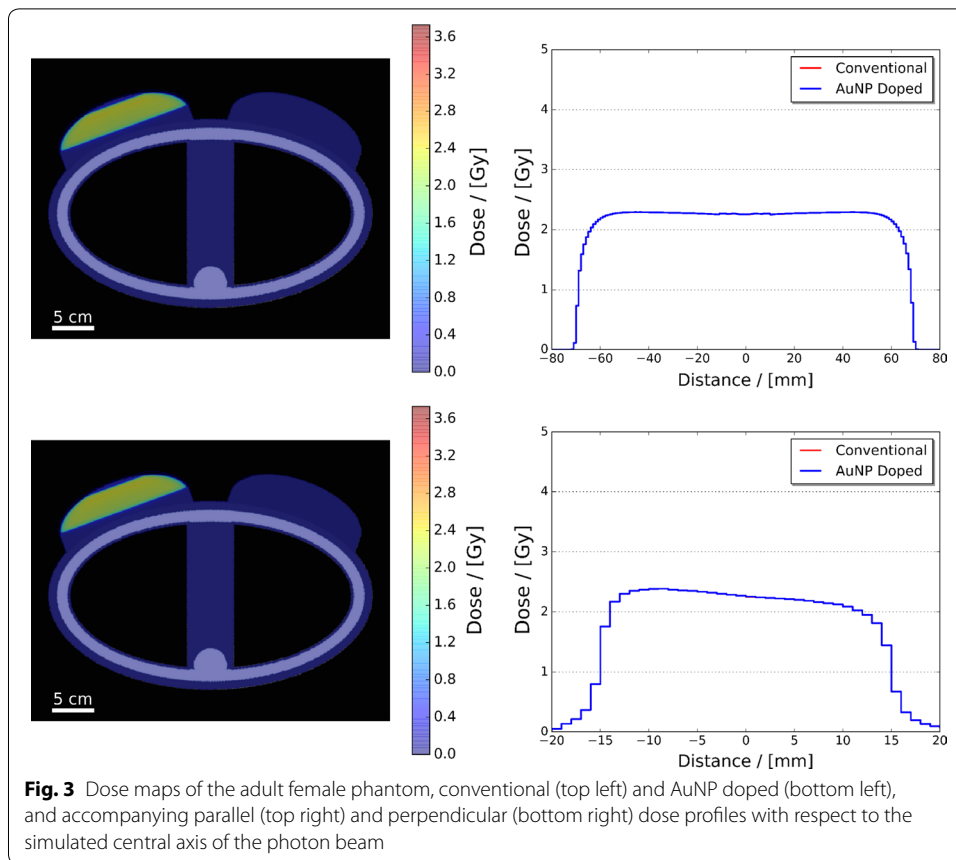 3.6
3.2
2.8
2.4
2.0
1.6
1.2
0.8
0.4
0.0
Dose / [Gy]
5 cm
5
4
3
2
1
0
Dose / [Gy]
Conventional
AuNP Doped
−80 −60 −40 −20 0 20 40 60 80
Distance / [mm]
3.6
3.2
2.8
2.4
2.0
1.6
1.2
0.8
0.4
0.0
Dose / [Gy]
5 cm
5
4
3
2
1
0
Dose / [Gy]
Conventional
AuNP Doped
−20 −15 −10 −5 0 5 10 15 20
Distance / [mm]
Fig. 3 Dose maps of the adult female phantom, conventional (top left) and AuNP doped (bottom left),
and accompanying parallel (top right) and perpendicular (bottom right) dose profiles with respect to the
simulated central axis of the photon beam